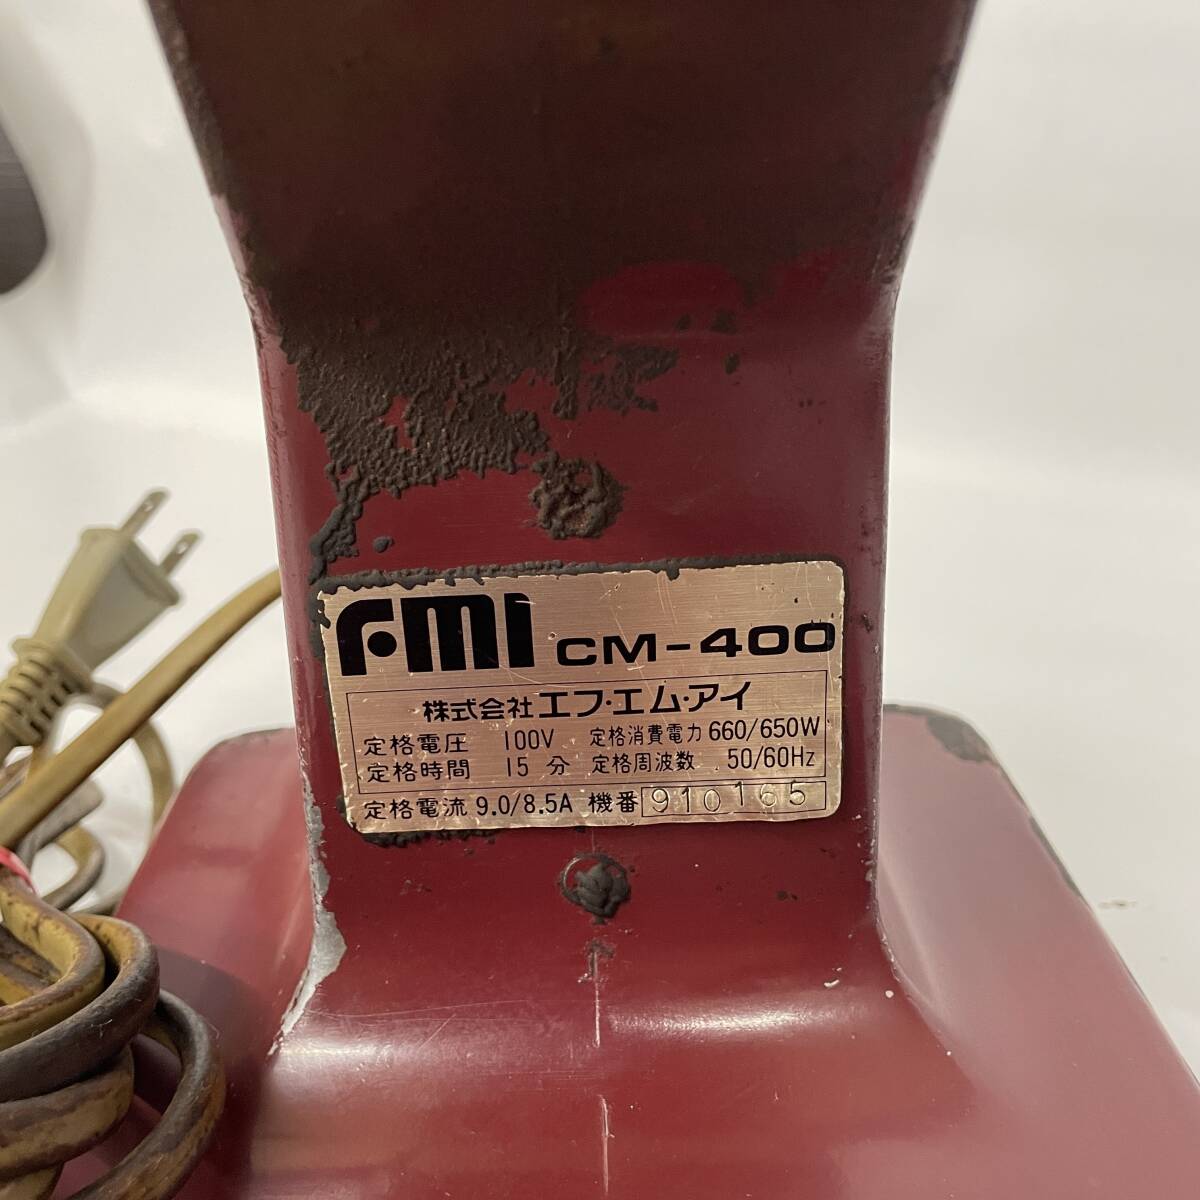 FMI CM-400
株式会社エフ・エム・アイ
定格電圧 100V 定格消費電力 660/650W
定格時間 15分 定格周波数 50/60Hz
定格電流 9.0/8.5A 機番 910165